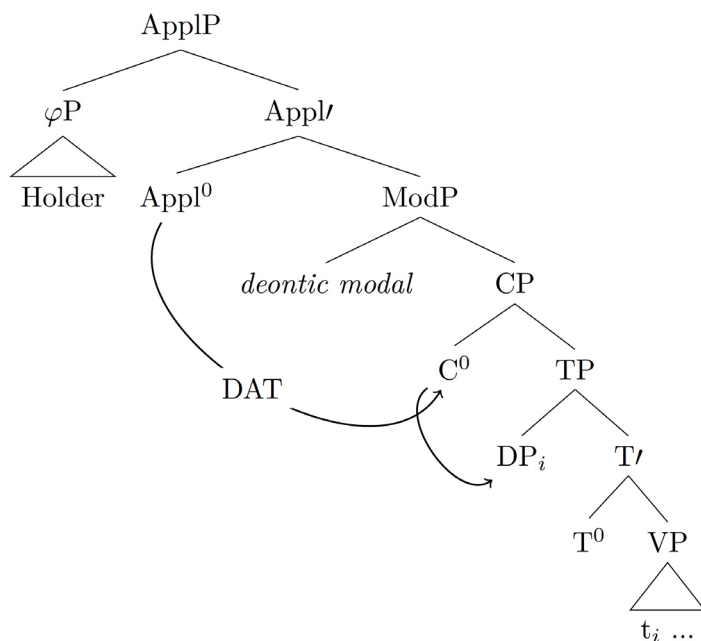 ApplP
φP Appl′
Holder Appl⁰ ModP
deontic modal CP
C⁰ TP
DAT
DPᵢ T′
T⁰ VP
tᵢ ...